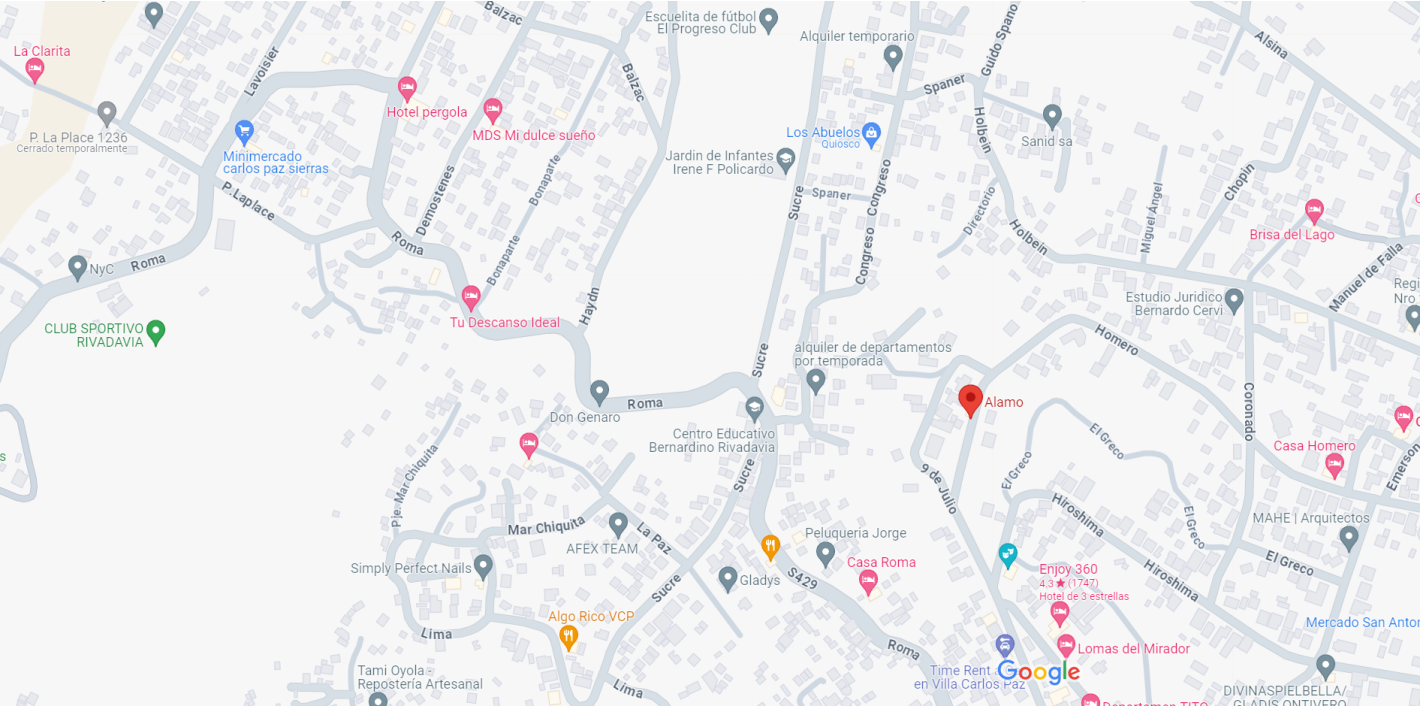 Balzac
Escuelita de fútbol
El Progreso Club
Guido Spano
Alsina
Alquiler temporario
La Clarita
Lavoisier
Balzac
Spaner
Hotel pergola
P. La Place 1236
Cerrado temporalmente
MDS Mi dulce sueño
Los Abuelos
Quiosco
Holbein
Sanid sa
Minimercado
carlos paz sierras
Jardin de Infantes
Irene F Policardo
Congreso
Congreso
Bonaparte
Demostenes
P.Laplace
Sucre
Spaner
Directorio
Miguel Ángel
Chopin
Holbein
Brisa del Lago
Roma
Roma
NyC
Bonaparte
Manuel de Falla
Haydn
Estudio Juridico
Bernardo Cervi
Regi
Nro
CLUB SPORTIVO
RIVADAVIA
Tu Descanso Ideal
Homero
Sucre
alquiler de departamentos
por temporada
Alamo
Roma
Don Genaro
Coronado
Centro Educativo
Bernardino Rivadavia
El Greco
Casa Homero
s
Pje. Mar Chiquita
Sucre
9 de Julio
El Greco
Emerson
Hiroshima
El Greco
MAHE | Arquitectos
Mar Chiquita
La Paz
AFEX TEAM
Peluqueria Jorge
Simply Perfect Nails
Casa Roma
El Greco
Enjoy 360
4.3★ (1747)
Hotel de 3 estrellas
Hiroshima
S429
Gladys
Sucre
Algo Rico VCP
Lima
Mercado San Anton
Roma
Lomas del Mirador
Tami Oyola -
Repostería Artesanal
Time Rent
en Villa Carlos Paz
Google
Lima
DIVINASPIELBELLA/
GLADIS ONTIVERO
Departamen TITO